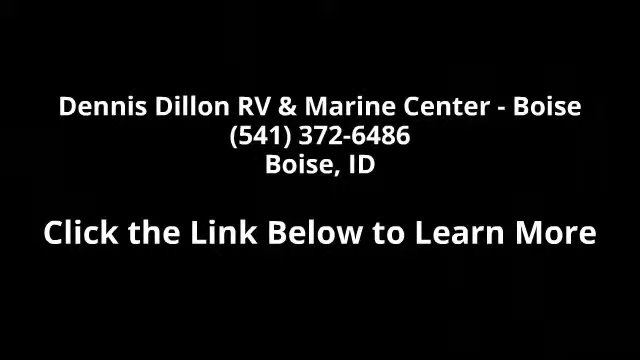 Dennis Dillon RV & Marine Center - Boise
(541) 372-6486
Boise, ID
Click the Link Below to Learn More